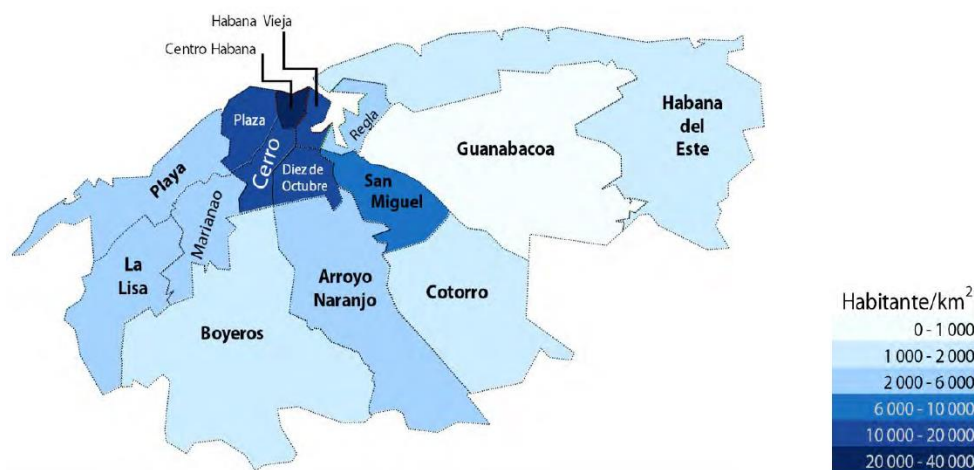 Habana Vieja
Centro Habana
Plaza
Cerro
Regla
Diez de
Octubre
Playa
Marianao
San
Miguel
Guanabacoa
Habana
del
Este
La
Lisa
Boyeros
Arroyo
Naranjo
Cotorro
Habitante/km²
0 - 1 000
1 000 - 2 000
2 000 - 6 000
6 000 - 10 000
10 000 - 20 000
20 000 - 40 000